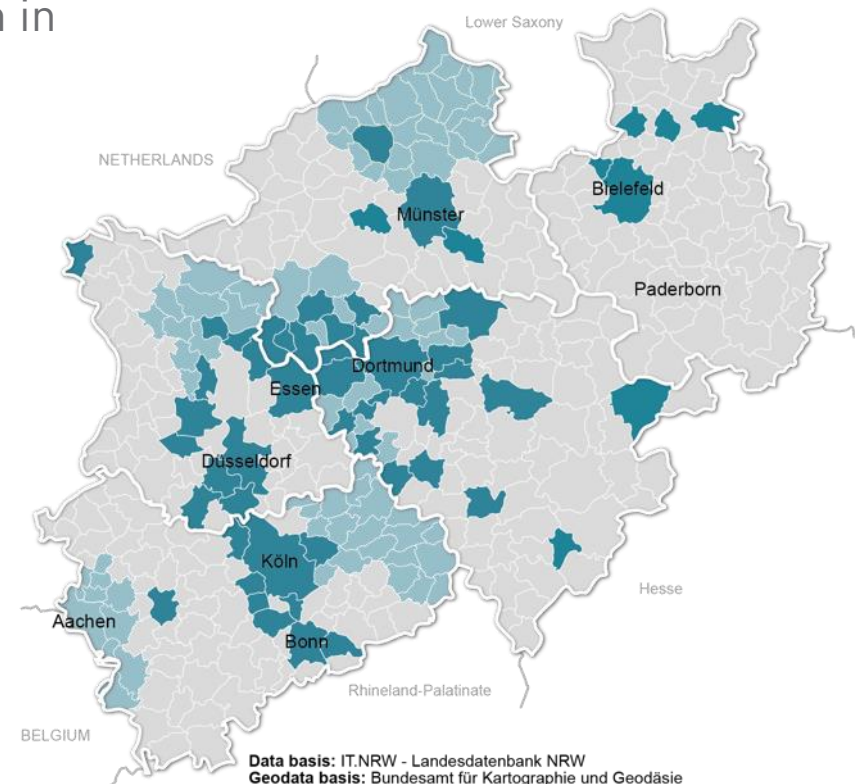 n in
Lower Saxony
NETHERLANDS
Bielefeld
Münster
Paderborn
Dortmund
Essen
Düsseldorf
Köln
Hesse
Aachen
Bonn
Rhineland-Palatinate
BELGIUM
Data basis: IT.NRW - Landesdatenbank NRW
Geodata basis: Bundesamt für Kartographie und Geodäsie